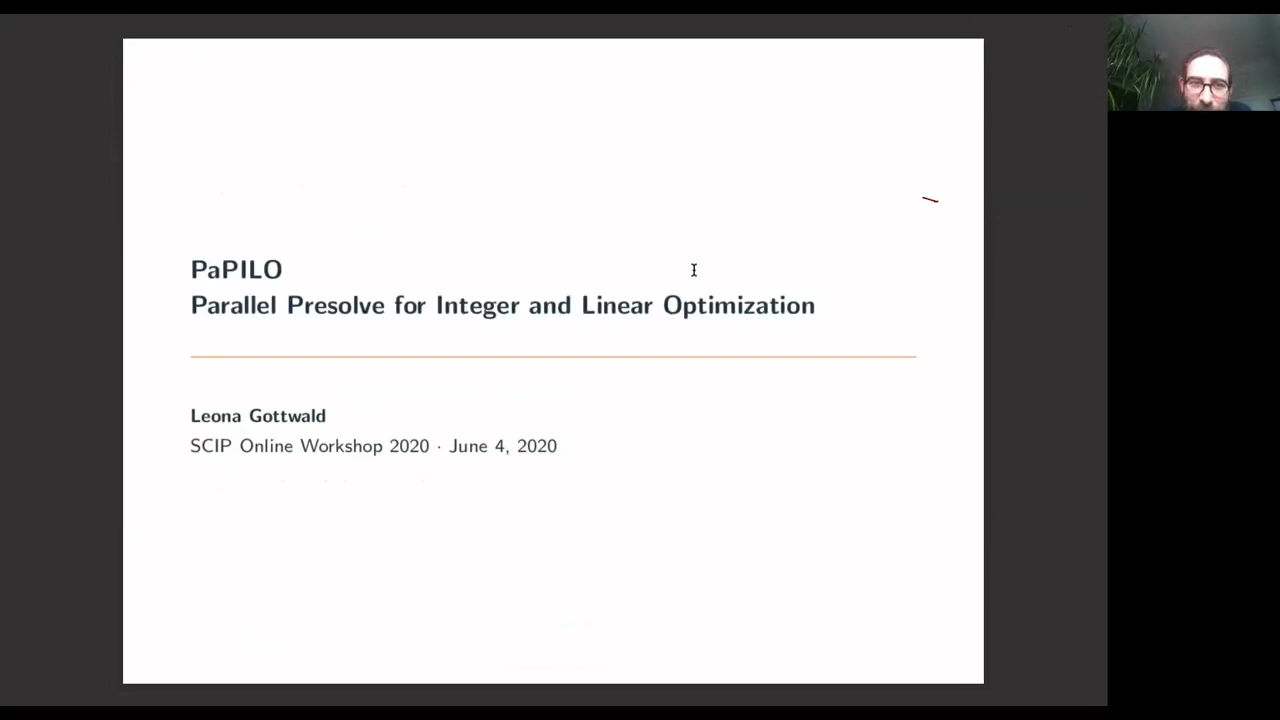 PaPILO
Parallel Presolve for Integer and Linear Optimization
Leona Gottwald
SCIP Online Workshop 2020 · June 4, 2020